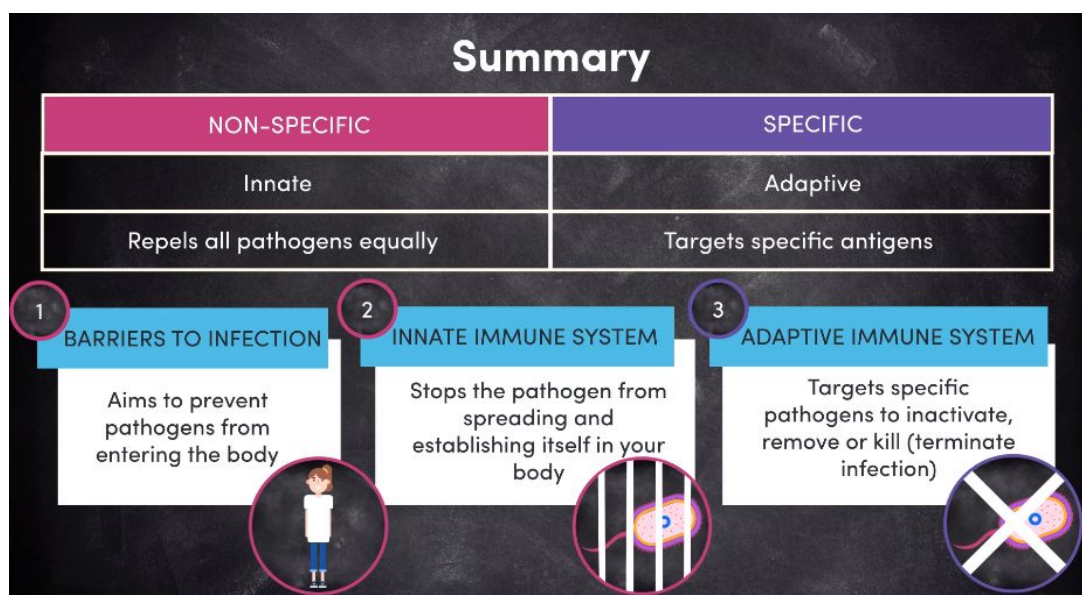 Summary
NON-SPECIFIC
SPECIFIC
Innate
Adaptive
Repels all pathogens equally
Targets specific antigens
1
BARRIERS TO INFECTION
Aims to prevent
pathogens from
entering the body
2
INNATE IMMUNE SYSTEM
Stops the pathogen from
spreading and
establishing itself in your
body
3
ADAPTIVE IMMUNE SYSTEM
Targets specific
pathogens to inactivate,
remove or kill (terminate
infection)